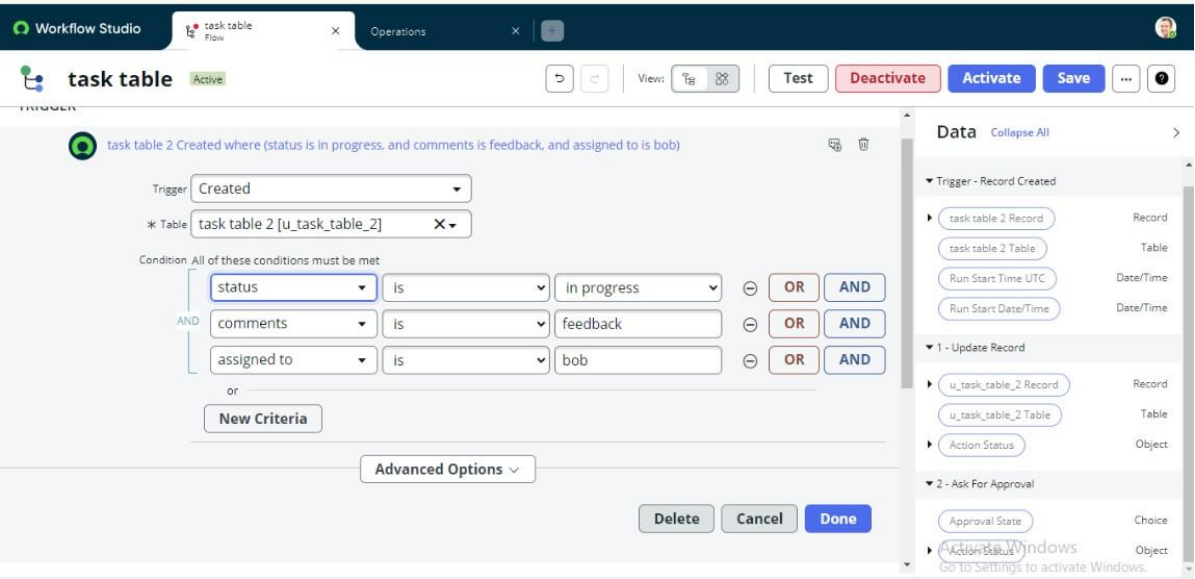 Workflow Studio
task table
Flow
Operations
task table Active
View:
Test Deactivate Activate Save
TRIGGER
task table 2 Created where (status is in progress, and comments is feedback, and assigned to is bob)
Trigger Created
* Table task table 2 [u_task_table_2]
Condition All of these conditions must be met
status is in progress OR AND
AND
comments is feedback OR AND
assigned to is bob OR AND
or
New Criteria
Advanced Options
Delete Cancel Done
Data Collapse All
Trigger - Record Created
task table 2 Record Record
task table 2 Table Table
Run Start Time UTC Date/Time
Run Start Date/Time Date/Time
1 - Update Record
u_task_table_2 Record Record
u_task_table_2 Table Table
Action Status Object
2 - Ask For Approval
Approval State Choice
Action Status Object
Activate Windows
Go to Settings to activate Windows.